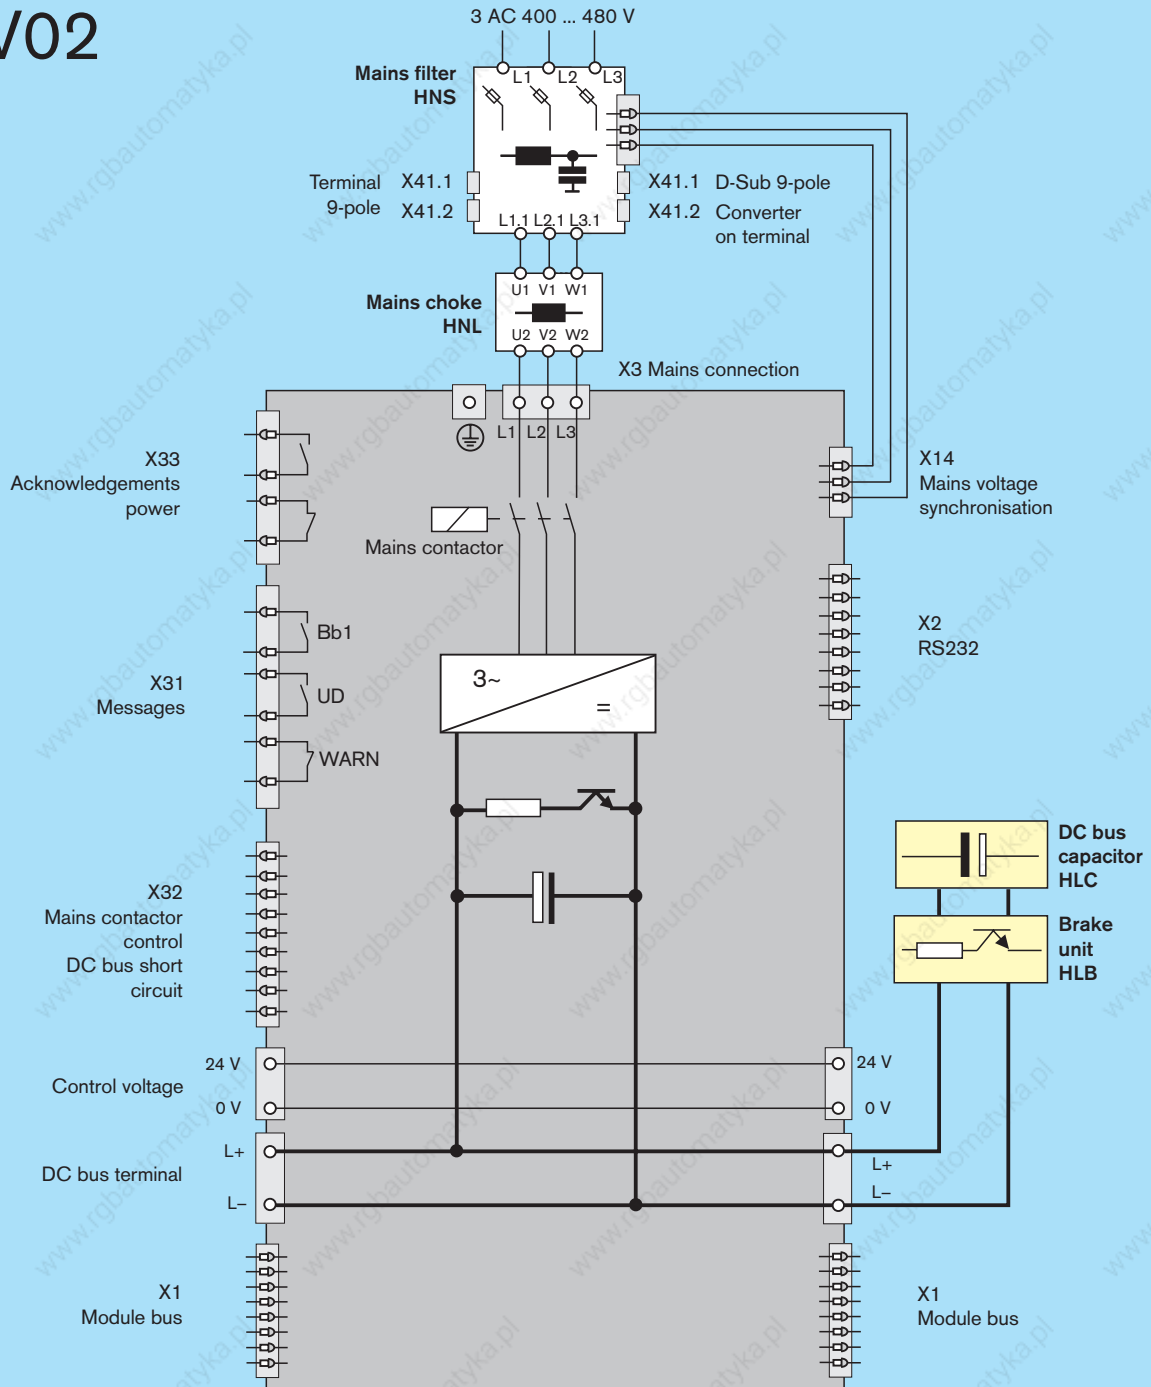 V02
3 AC 400 ... 480 V
Mains filter
HNS
L1 L2 L3
Terminal
9-pole
X41.1
X41.2
X41.1 D-Sub 9-pole
X41.2 Converter
on terminal
L1.1 L2.1 L3.1
Mains choke
HNL
U1 V1 W1
U2 V2 W2
X3 Mains connection
L1 L2 L3
X33
Acknowledgements
power
X14
Mains voltage
synchronisation
Mains contactor
X2
RS232
X31
Messages
Bb1
UD
WARN
3~
=
DC bus
capacitor
HLC
Brake
unit
HLB
X32
Mains contactor
control
DC bus short
circuit
Control voltage
24 V
0 V
24 V
0 V
DC bus terminal
L+
L–
L+
L–
X1
Module bus
X1
Module bus
www.rgbautomatyka.pl